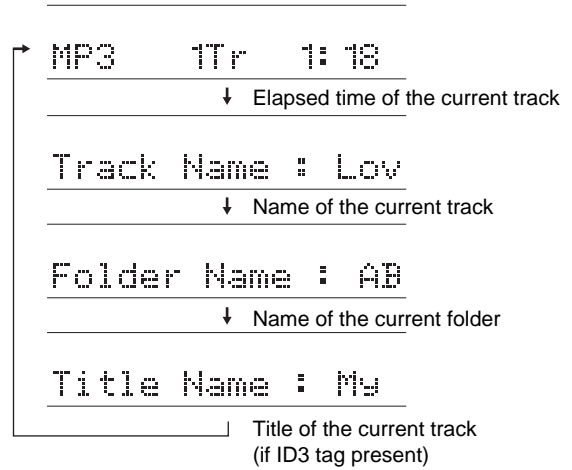 MP3 1Tr 1:18
Elapsed time of the current track
Track Name : Lov
Name of the current track
Folder Name : AB
Name of the current folder
Title Name : My
Title of the current track
(if ID3 tag present)